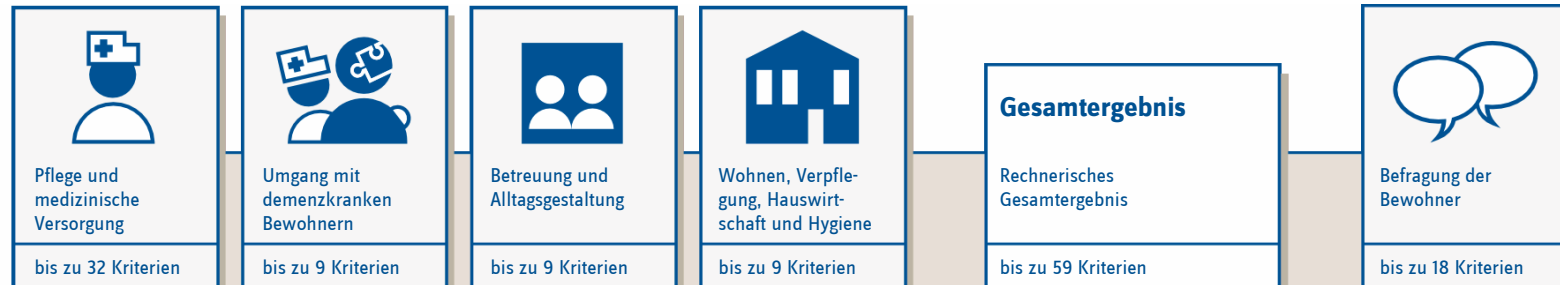 Pflege und
medizinische
Versorgung
bis zu 32 Kriterien
Umgang mit
demenzkranken
Bewohnern
bis zu 9 Kriterien
Betreuung und
Alltagsgestaltung
bis zu 9 Kriterien
Wohnen, Verpfle-
gung, Hauswirt-
schaft und Hygiene
bis zu 9 Kriterien
Gesamtergebnis
Rechnerisches
Gesamtergebnis
bis zu 59 Kriterien
Befragung der
Bewohner
bis zu 18 Kriterien